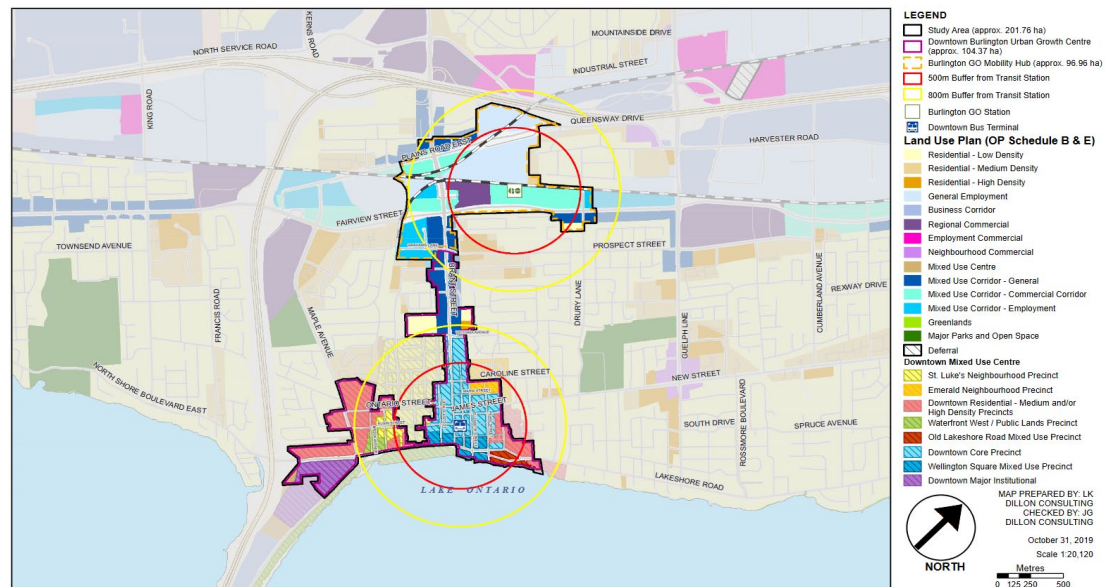 NORTH SERVICE ROAD
KERNS ROAD
MOUNTAINSIDE DRIVE
INDUSTRIAL STREET
KING ROAD
QUEENSWAY DRIVE
HARVESTER ROAD
PLAINS ROAD EAST
FAIRVIEW STREET
TOWNSEND AVENUE
PROSPECT STREET
BRANT STREET
FRANCIS ROAD
MAPLE AVENUE
DRURY LANE
GUELPH LINE
CUMBERLAND AVENUE
REXWAY DRIVE
NORTH SHORE BOULEVARD EAST
CAROLINE STREET
NEW STREET
ONTARIO STREET
JAMES STREET
ROSSMORE BOULEVARD
SOUTH DRIVE
SPRUCE AVENUE
LAKESHORE ROAD
LAKE ONTARIO
LEGEND
Study Area (approx. 201.76 ha)
Downtown Burlington Urban Growth Centre
(approx. 104.37 ha)
Burlington GO Mobility Hub (approx. 96.96 ha)
500m Buffer from Transit Station
800m Buffer from Transit Station
Burlington GO Station
Downtown Bus Terminal
Land Use Plan (OP Schedule B & E)
Residential - Low Density
Residential - Medium Density
Residential - High Density
General Employment
Business Corridor
Regional Commercial
Employment Commercial
Neighbourhood Commercial
Mixed Use Centre
Mixed Use Corridor - General
Mixed Use Corridor - Commercial Corridor
Mixed Use Corridor - Employment
Greenlands
Major Parks and Open Space
Deferral
Downtown Mixed Use Centre
St. Luke's Neighbourhood Precinct
Emerald Neighbourhood Precinct
Downtown Residential - Medium and/or
High Density Precincts
Waterfront West / Public Lands Precinct
Old Lakeshore Road Mixed Use Precinct
Downtown Core Precinct
Wellington Square Mixed Use Precinct
Downtown Major Institutional
MAP PREPARED BY: LK
DILLON CONSULTING
CHECKED BY: JG
DILLON CONSULTING
October 31, 2019
Scale 1:20,120
NORTH
Metres
0 125 250 500